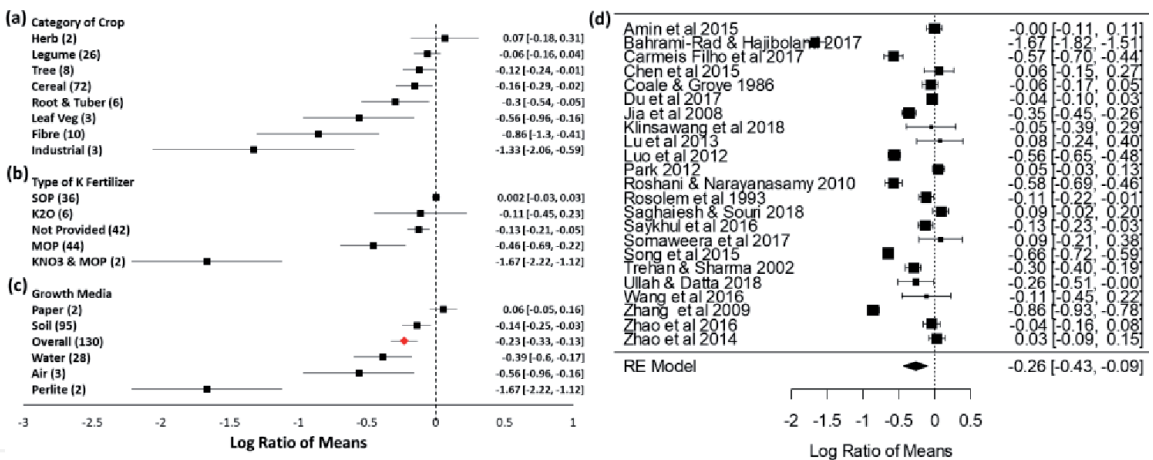 (a)
Category of Crop
Herb (2) 0.07 (-0.18, 0.31)
Legume (26) -0.06 (-0.16, 0.04)
Tree (8) -0.12 (-0.24, -0.01)
Cereal (72) -0.16 (-0.29, -0.02)
Root & Tuber (6) -0.3 (-0.54, -0.05)
Leaf Veg (3) -0.56 (-0.96, -0.16)
Fibre (10) -0.86 (-1.3, -0.41)
Industrial (3) -1.33 (-2.06, -0.59)
(b)
Type of K Fertilizer
SOP (36) 0.002 (-0.03, 0.03)
K2O (6) -0.11 (-0.45, 0.23)
Not Provided (42) -0.13 (-0.21, -0.05)
MOP (44) -0.46 (-0.69, -0.22)
KNO3 & MOP (2) -1.67 (-2.22, -1.12)
(c)
Growth Media
Paper (2) 0.06 (-0.05, 0.16)
Soil (95) -0.14 (-0.25, -0.03)
Overall (130) -0.23 (-0.33, -0.13)
Water (28) -0.39 (-0.6, -0.17)
Air (3) -0.56 (-0.96, -0.16)
Perlite (2) -1.67 (-2.22, -1.12)
-3 -2.5 -2 -1.5 -1 -0.5 0 0.5 1
Log Ratio of Means
(d)
Amin et al 2015 -0.00 [-0.11, 0.11]
Bahrami-Rad & Hajiboland 2017 -1.67 [-1.82, -1.51]
Carmeis Filho et al 2017 -0.57 [-0.70, -0.44]
Chen et al 2015 0.06 [-0.15, 0.27]
Coale & Grove 1986 -0.06 [-0.17, 0.05]
Du et al 2017 -0.04 [-0.10, 0.03]
Jia et al 2008 -0.35 [-0.45, -0.26]
Klinsawang et al 2018 -0.05 [-0.39, 0.29]
Lu et al 2013 0.08 [-0.24, 0.40]
Luo et al 2012 -0.56 [-0.65, -0.48]
Park 2012 0.05 [-0.03, 0.13]
Roshani & Narayanasamy 2010 -0.58 [-0.69, -0.46]
Rosolem et al 1993 -0.11 [-0.22, -0.01]
Saghaiesh & Souri 2018 0.09 [-0.02, 0.20]
Saykhul et al 2016 -0.13 [-0.23, -0.03]
Somaweera et al 2017 0.09 [-0.21, 0.38]
Song et al 2015 -0.66 [-0.72, -0.59]
Trehan & Sharma 2002 -0.30 [-0.40, -0.19]
Ullah & Datta 2018 -0.26 [-0.51, -0.00]
Wang et al 2016 -0.11 [-0.45, 0.22]
Zhang et al 2009 -0.86 [-0.93, -0.78]
Zhao et al 2016 -0.04 [-0.16, 0.08]
Zhao et al 2014 0.03 [-0.09, 0.15]
RE Model -0.26 [-0.43, -0.09]
-2 -1.5 -1 -0.5 0 0.5
Log Ratio of Means